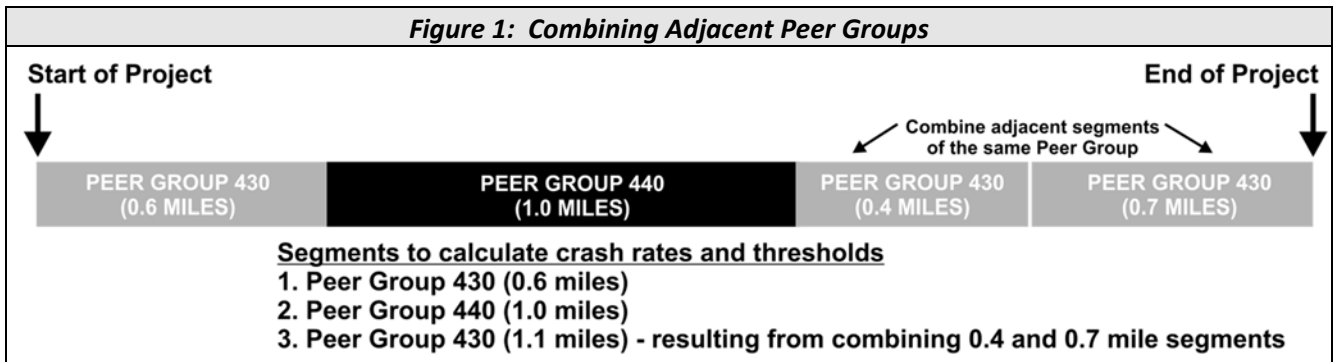 Figure 1: Combining Adjacent Peer Groups
Start of Project
End of Project
Combine adjacent segments
of the same Peer Group
PEER GROUP 430
(0.6 MILES)
PEER GROUP 440
(1.0 MILES)
PEER GROUP 430
(0.4 MILES)
PEER GROUP 430
(0.7 MILES)
Segments to calculate crash rates and thresholds
1. Peer Group 430 (0.6 miles)
2. Peer Group 440 (1.0 miles)
3. Peer Group 430 (1.1 miles) - resulting from combining 0.4 and 0.7 mile segments